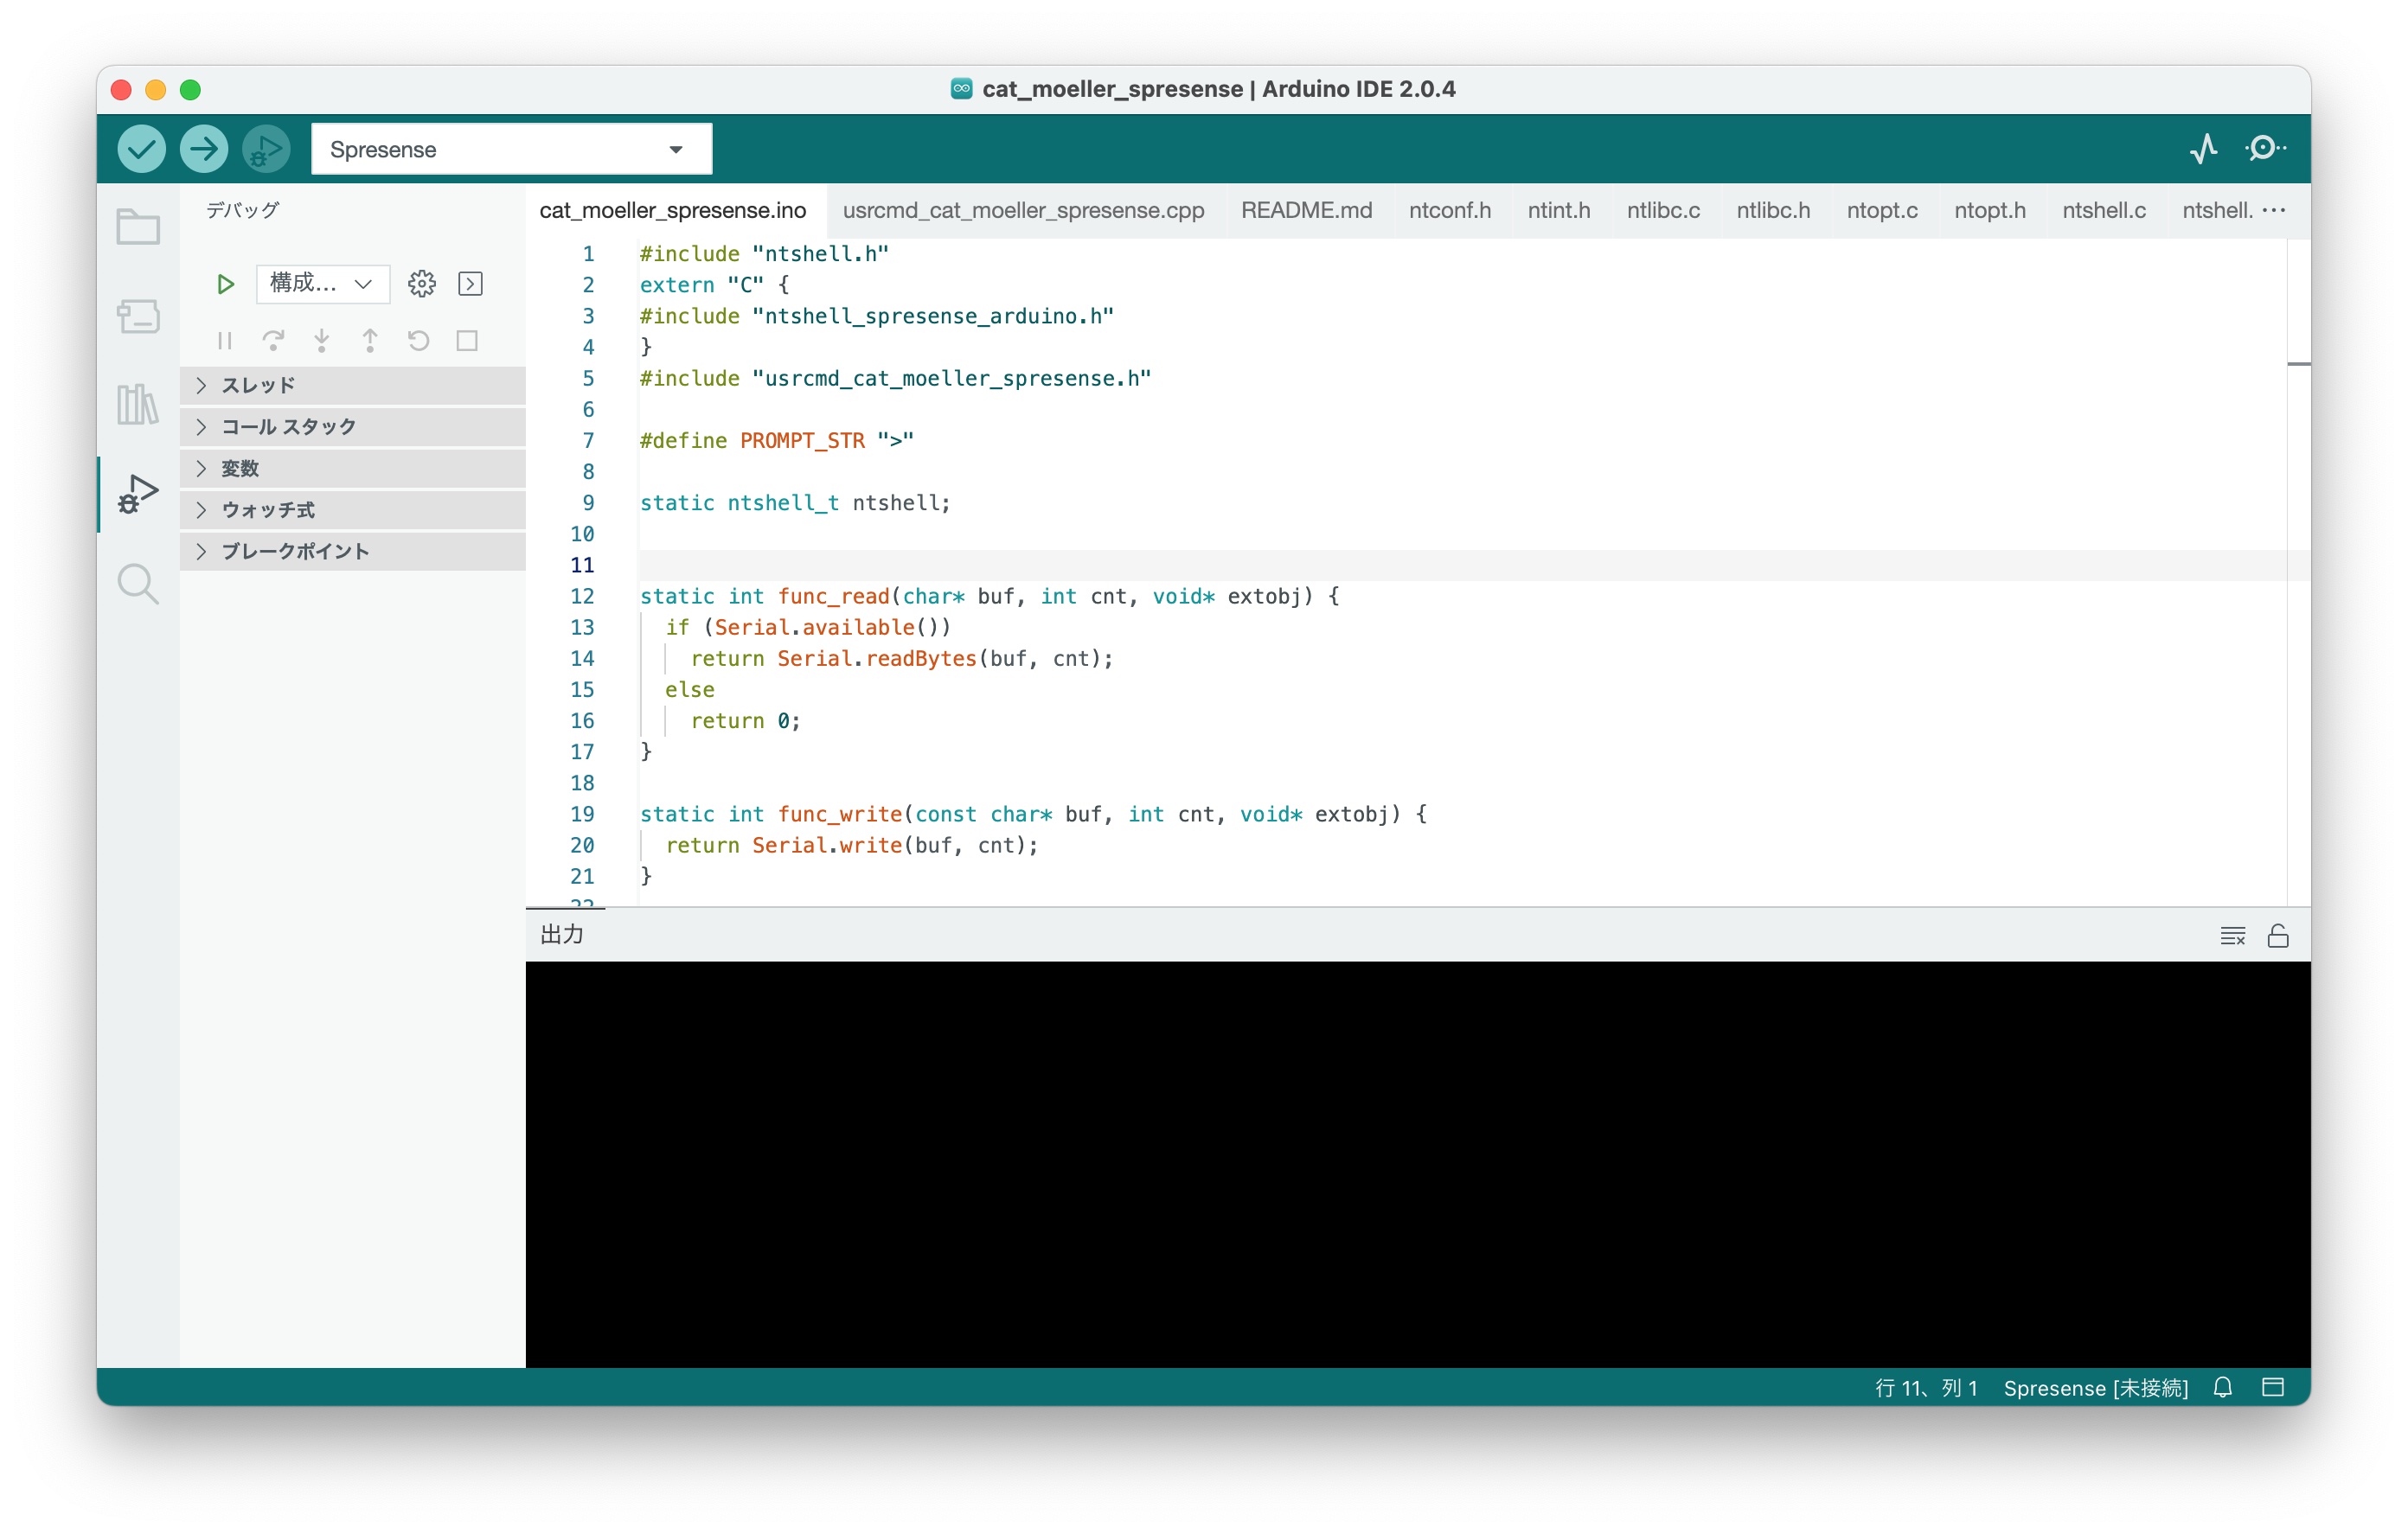 cat_moeller_spresense | Arduino IDE 2.0.4
Spresense
デバッグ
構成...
スレッド
コール スタック
変数
ウォッチ式
ブレークポイント
cat_moeller_spresense.ino usrcmd_cat_moeller_spresense.cpp README.md ntconf.h ntint.h ntlibc.c ntlibc.h ntopt.c ntopt.h ntshell.c ntshell. ···
1 #include "ntshell.h"
2 extern "C" {
3 #include "ntshell_spresense_arduino.h"
4 }
5 #include "usrcmd_cat_moeller_spresense.h"
6
7 #define PROMPT_STR ">"
8
9 static ntshell_t ntshell;
10
11
12 static int func_read(char* buf, int cnt, void* extobj) {
13 if (Serial.available())
14 return Serial.readBytes(buf, cnt);
15 else
16 return 0;
17 }
18
19 static int func_write(const char* buf, int cnt, void* extobj) {
20 return Serial.write(buf, cnt);
21 }
出力
行 11、列 1 Spresense [未接続]